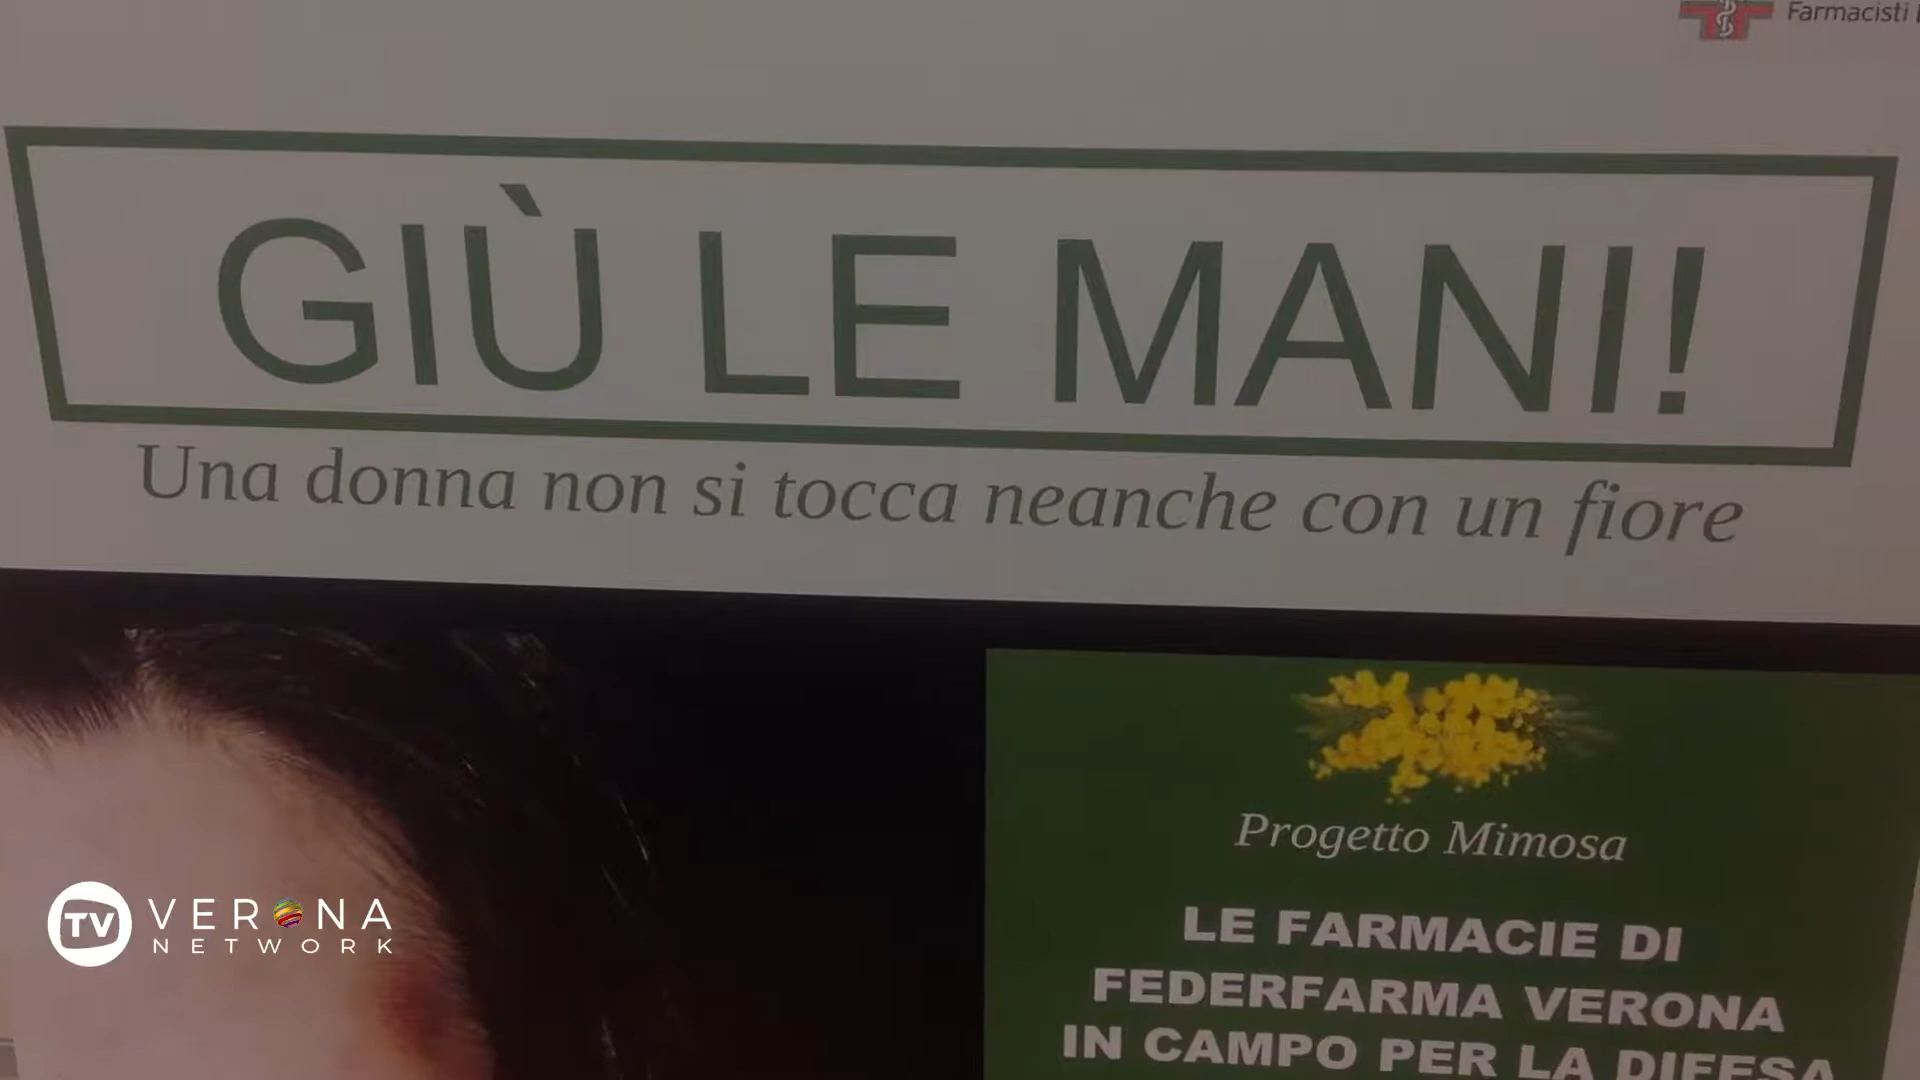 Farmacisti
GIÙ LE MANI!
Una donna non si tocca neanche con un fiore
Progetto Mimosa
LE FARMACIE DI
FEDERFARMA VERONA
IN CAMPO PER LA DIFESA
TV VERONA
NETWORK